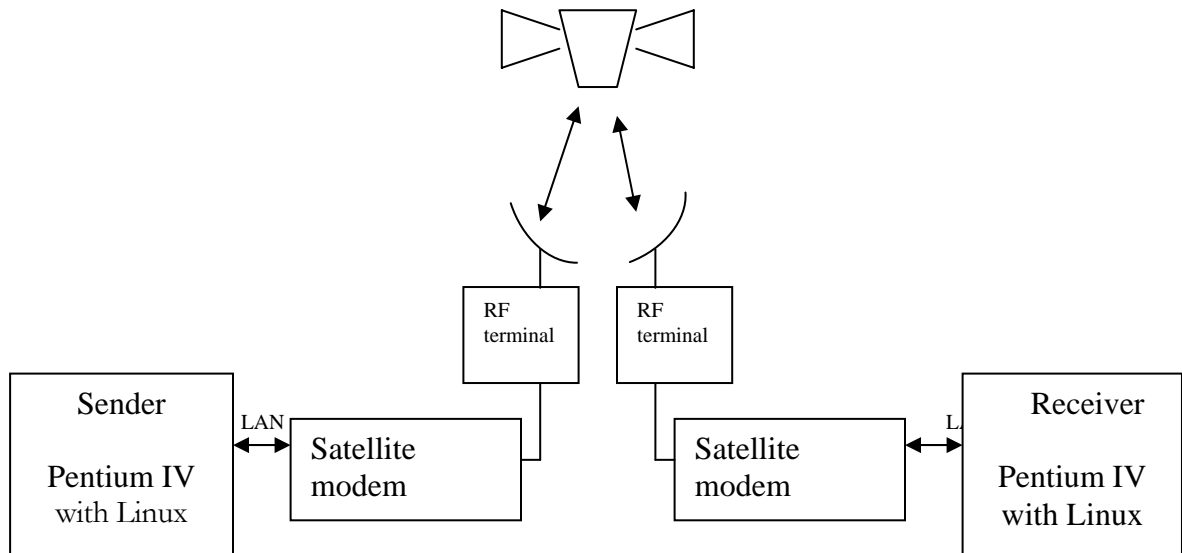 RF
terminal
RF
terminal
Sender
Pentium IV
with Linux
LAN
Satellite
modem
Satellite
modem
Receiver
Pentium IV
with Linux